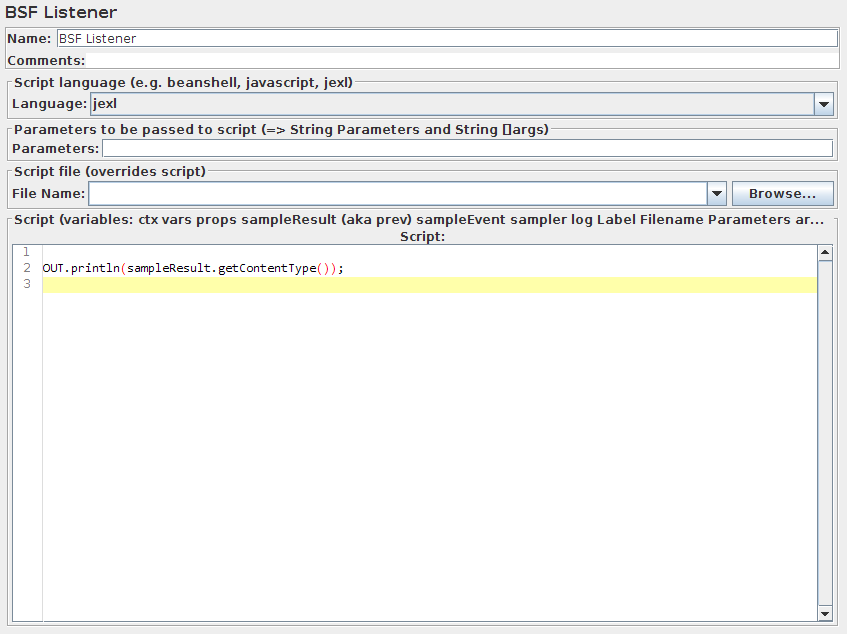 BSF Listener
Name: BSF Listener
Comments:
Script language (e.g. beanshell, javascript, jexl)
Language: jexl
Parameters to be passed to script (=> String Parameters and String []args)
Parameters:
Script file (overrides script)
File Name: Browse...
Script (variables: ctx vars props sampleResult (aka prev) sampleEvent sampler log Label Filename Parameters ar...
Script:
1
2 OUT.println(sampleResult.getContentType());
3